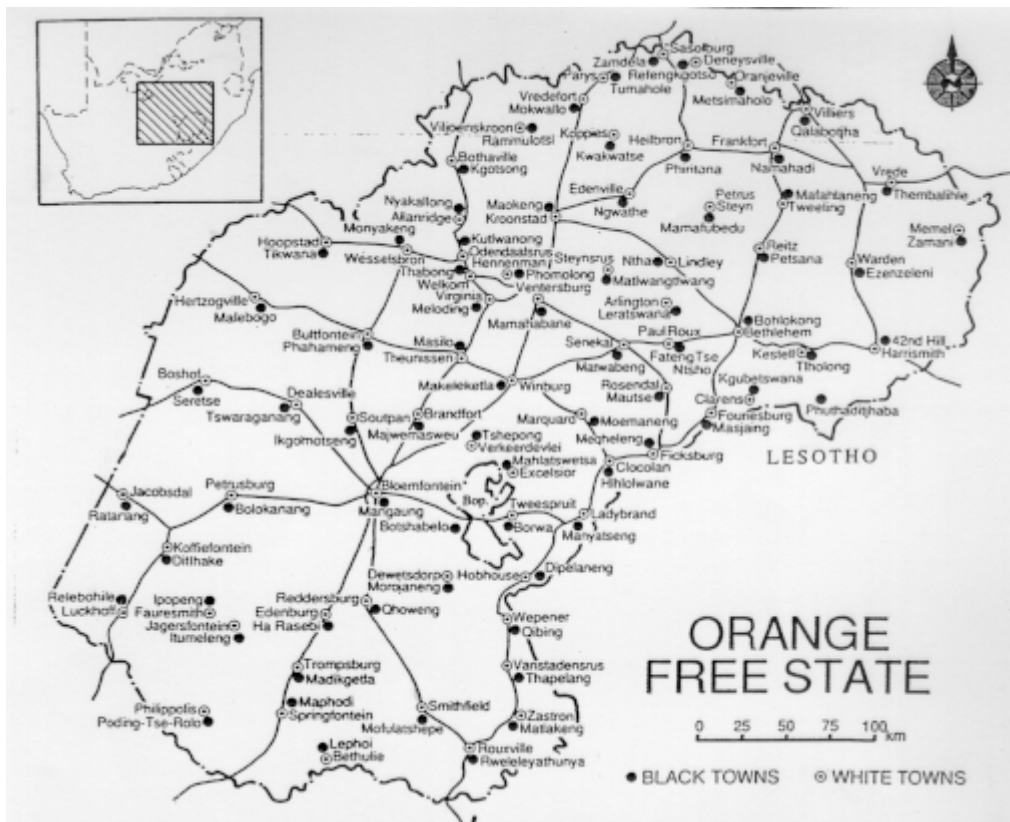 Sasolburg
Zamdela
Deneysville
Refengkgotso
Parys
Tumahole
Oranjeville
Metsimaholo
Vredefort
Mokwallo
Villiers
Qalabotjha
Viljoenskroon
Rammulotsi
Koppies
Kwakwatse
Heilbron
Phiritana
Frankfort
Namahadi
Bothaville
Kgotsong
Vrede
Thembalihle
Edenville
Ngwathe
Petrus
Steyn
Mamafubedu
Mafahlaneng
Tweeling
Nyakallong
Allanridge
Maokeng
Kroonstad
Memel
Zamani
Monyakeng
Wesselsbron
Hoopstad
Tikwana
Kutlwanong
Odendaalsrus
Hennenman
Phomolong
Steynsrus
Matlwangtlwang
Ntha
Lindley
Reitz
Petsana
Warden
Ezenzeleni
Thabong
Welkom
Virginia
Meloding
Ventersburg
Mamahabane
Arlington
Leratswana
Hertzogville
Malebogo
Bultfontein
Phahameng
Masilo
Theunissen
Senekal
Matwabeng
Paul Roux
Fateng Tse
Ntsho
Bohlokong
Bethlehem
42nd Hill
Harrismith
Kestell
Tlholong
Boshof
Seretse
Dealesville
Tswaraganang
Makeleketla
Winburg
Rosendal
Mautse
Kgubetswana
Clarens
Phuthaditjhaba
Soutpan
Ikgomotseng
Brandfort
Majwemasweu
Marquard
Moemaneng
Fouriesburg
Mashaeng
Tshepong
Verkeerdevlei
Meqheleng
Ficksburg
LESOTHO
Mahlatswetsa
Excelsior
Clocolan
Hlhlolwane
Jacobsdal
Ratanang
Petrusburg
Bolokanang
Bloemfontein
Mangaung
Bop.
Tweespruit
Borwa
Ladybrand
Manyatseng
Botshabelo
Koffiefontein
Ditlhake
Dewetsdorp
Morojaneng
Hobhouse
Dipelaneng
Relebohile
Luckhoff
Ipopeng
Fauresmith
Jagersfontein
Itumeleng
Reddersburg
Edenburg
Ha Rasebi
Qhoweng
Wepener
Qibing
ORANGE
FREE STATE
Trompsburg
Madikgetla
Vanstadensrus
Thapelang
Philippolis
Poding-Tse-Rolo
Maphodi
Springfontein
Smithfield
Mofulatshepe
Zastron
Matlakeng
0 25 50 75 100
km
Lephoi
Bethulie
Rouxville
Rweleleyathunya
BLACK TOWNS
WHITE TOWNS